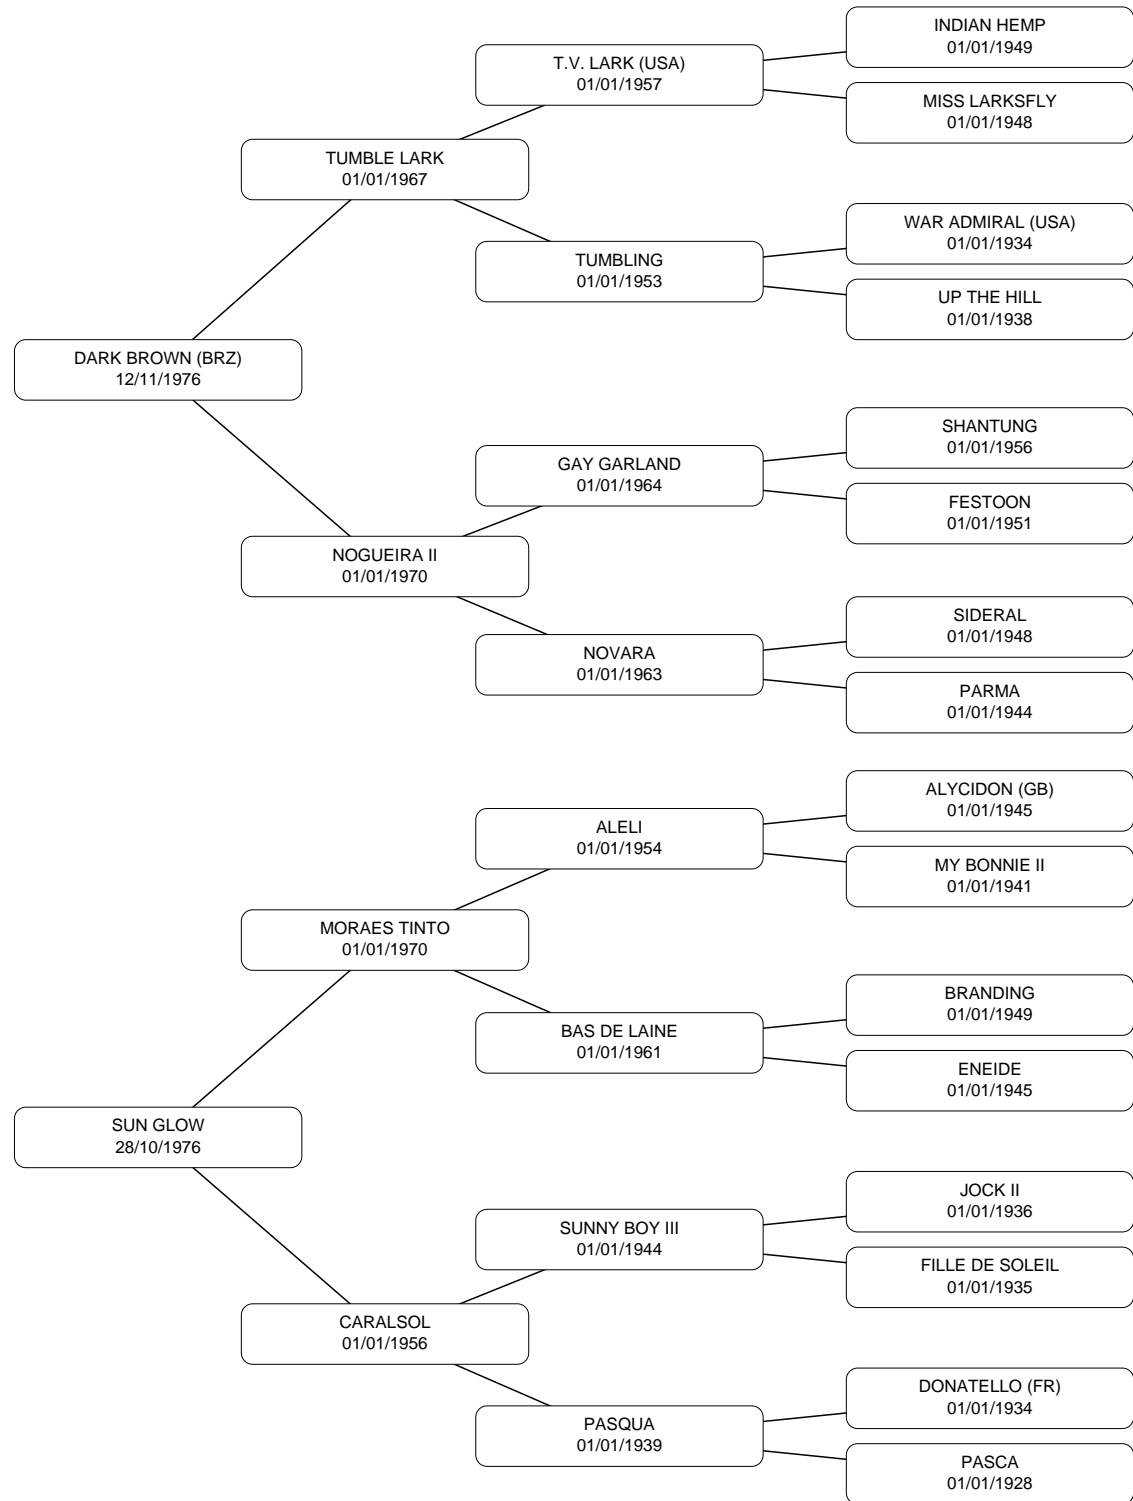 INDIAN HEMP
01/01/1949
T.V. LARK (USA)
01/01/1957
MISS LARKSFLY
01/01/1948
TUMBLE LARK
01/01/1967
WAR ADMIRAL (USA)
01/01/1934
TUMBLING
01/01/1953
UP THE HILL
01/01/1938
DARK BROWN (BRZ)
12/11/1976
SHANTUNG
01/01/1956
GAY GARLAND
01/01/1964
FESTOON
01/01/1951
NOGUEIRA II
01/01/1970
SIDERAL
01/01/1948
NOVARA
01/01/1963
PARMA
01/01/1944
ALYCIDON (GB)
01/01/1945
ALELI
01/01/1954
MY BONNIE II
01/01/1941
MORAES TINTO
01/01/1970
BRANDING
01/01/1949
BAS DE LAINE
01/01/1961
ENEIDE
01/01/1945
SUN GLOW
28/10/1976
JOCK II
01/01/1936
SUNNY BOY III
01/01/1944
FILLE DE SOLEIL
01/01/1935
CARALSOL
01/01/1956
DONATELLO (FR)
01/01/1934
PASQUA
01/01/1939
PASCA
01/01/1928